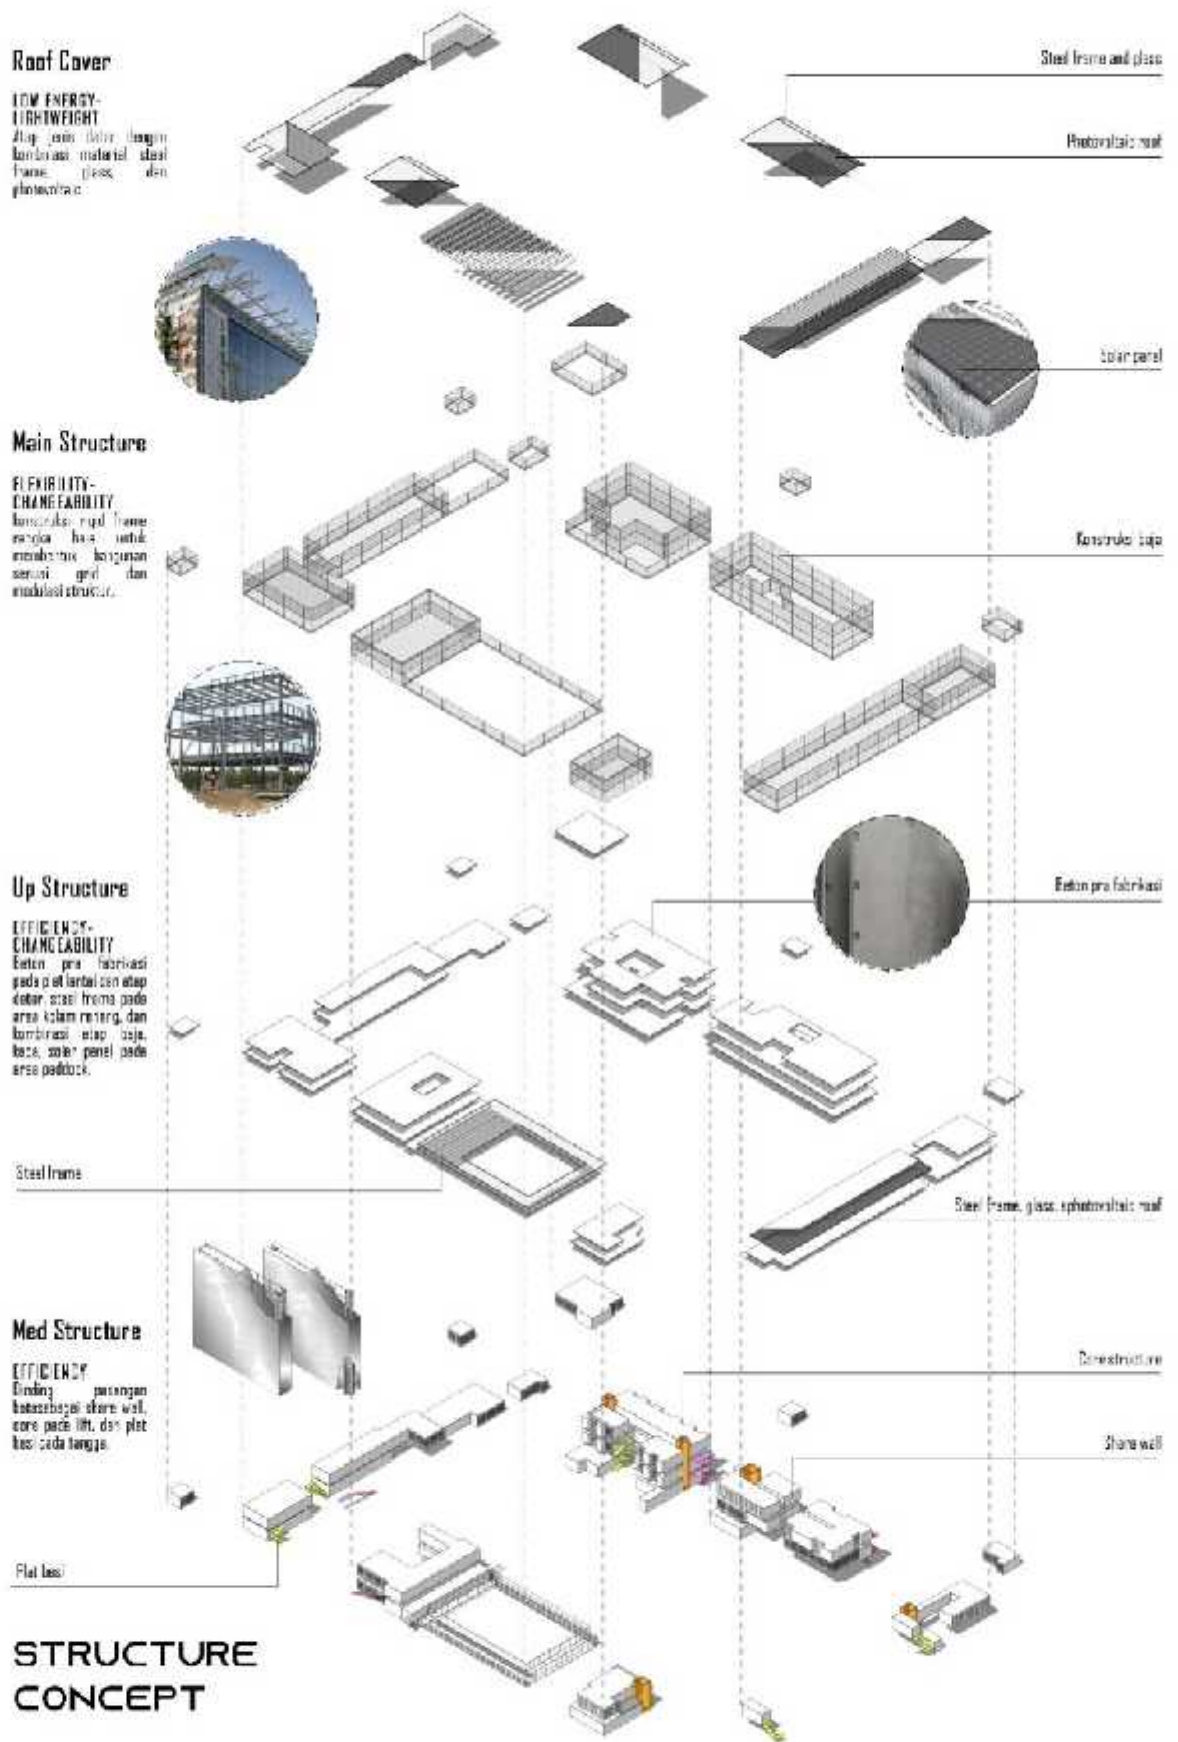 Roof Cover
LOW ENERGY-
LIGHTWEIGHT
Atap jenis datar dengan
kombinasi material steel
frame, glass, dan
photovoltaic
Steel frame and glass
Photovoltaic roof
Solar panel
Main Structure
FLEXIBILITY-
CHANGEABILITY
konstruksi rigid frame
rangka baja untuk
membentuk bangunan
sesuai grid dan
modulasi struktur.
Konstruksi baja
Up Structure
EFFICIENCY-
CHANGEABILITY
Beton pra fabrikasi
pada plat lantai dan atap
datar, steel frame pada
area kolam renang, dan
kombinasi atap baja,
kaca, solar panel pada
area paddock.
Beton pra fabrikasi
Steel frame
Steel frame, glass, &photovoltaic roof
Med Structure
EFFICIENCY
Dinding pasangan
share wall,
core pada lift, dan plat
besi pada tangga.
Core structure
Share wall
Plat besi
STRUCTURE
CONCEPT